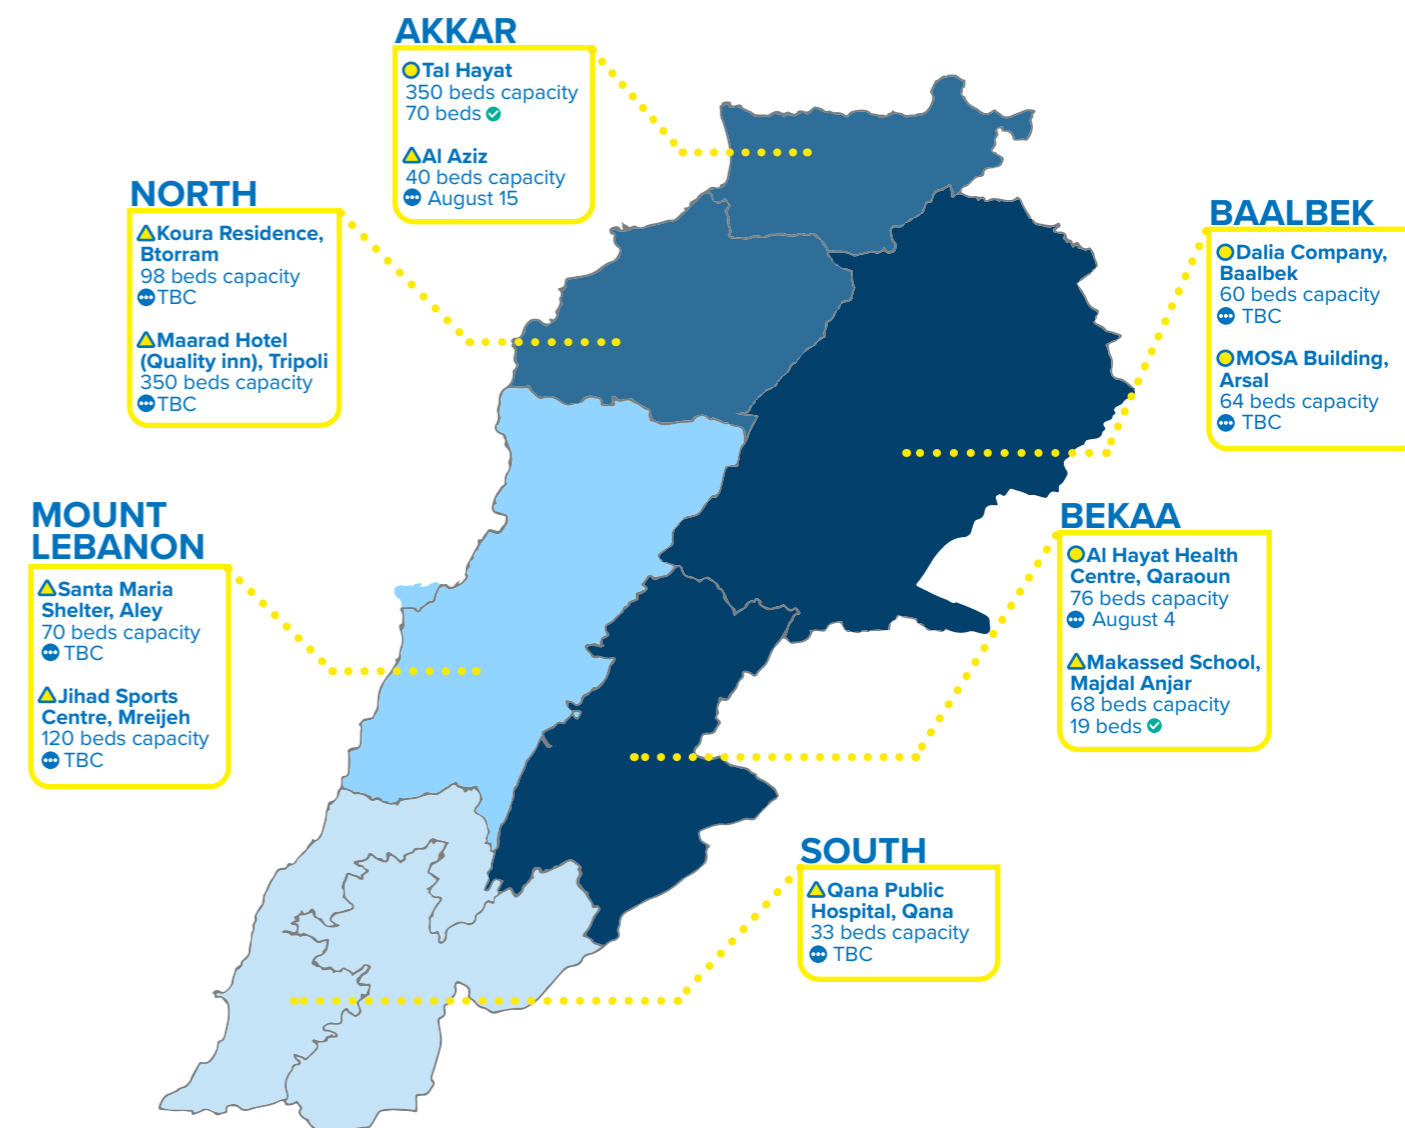 AKKAR
Tal Hayat
350 beds capacity
70 beds
Al Aziz
40 beds capacity
August 15
NORTH
Koura Residence,
Btorram
98 beds capacity
TBC
Maarad Hotel
(Quality inn), Tripoli
350 beds capacity
TBC
BAALBEK
Dalia Company,
Baalbek
60 beds capacity
TBC
MOSA Building,
Arsal
64 beds capacity
TBC
MOUNT
LEBANON
Santa Maria
Shelter, Aley
70 beds capacity
TBC
Jihad Sports
Centre, Mreijeh
120 beds capacity
TBC
BEKAA
Al Hayat Health
Centre, Qaraoun
76 beds capacity
August 4
Makassed School,
Majdal Anjar
68 beds capacity
19 beds
SOUTH
Qana Public
Hospital, Qana
33 beds capacity
TBC